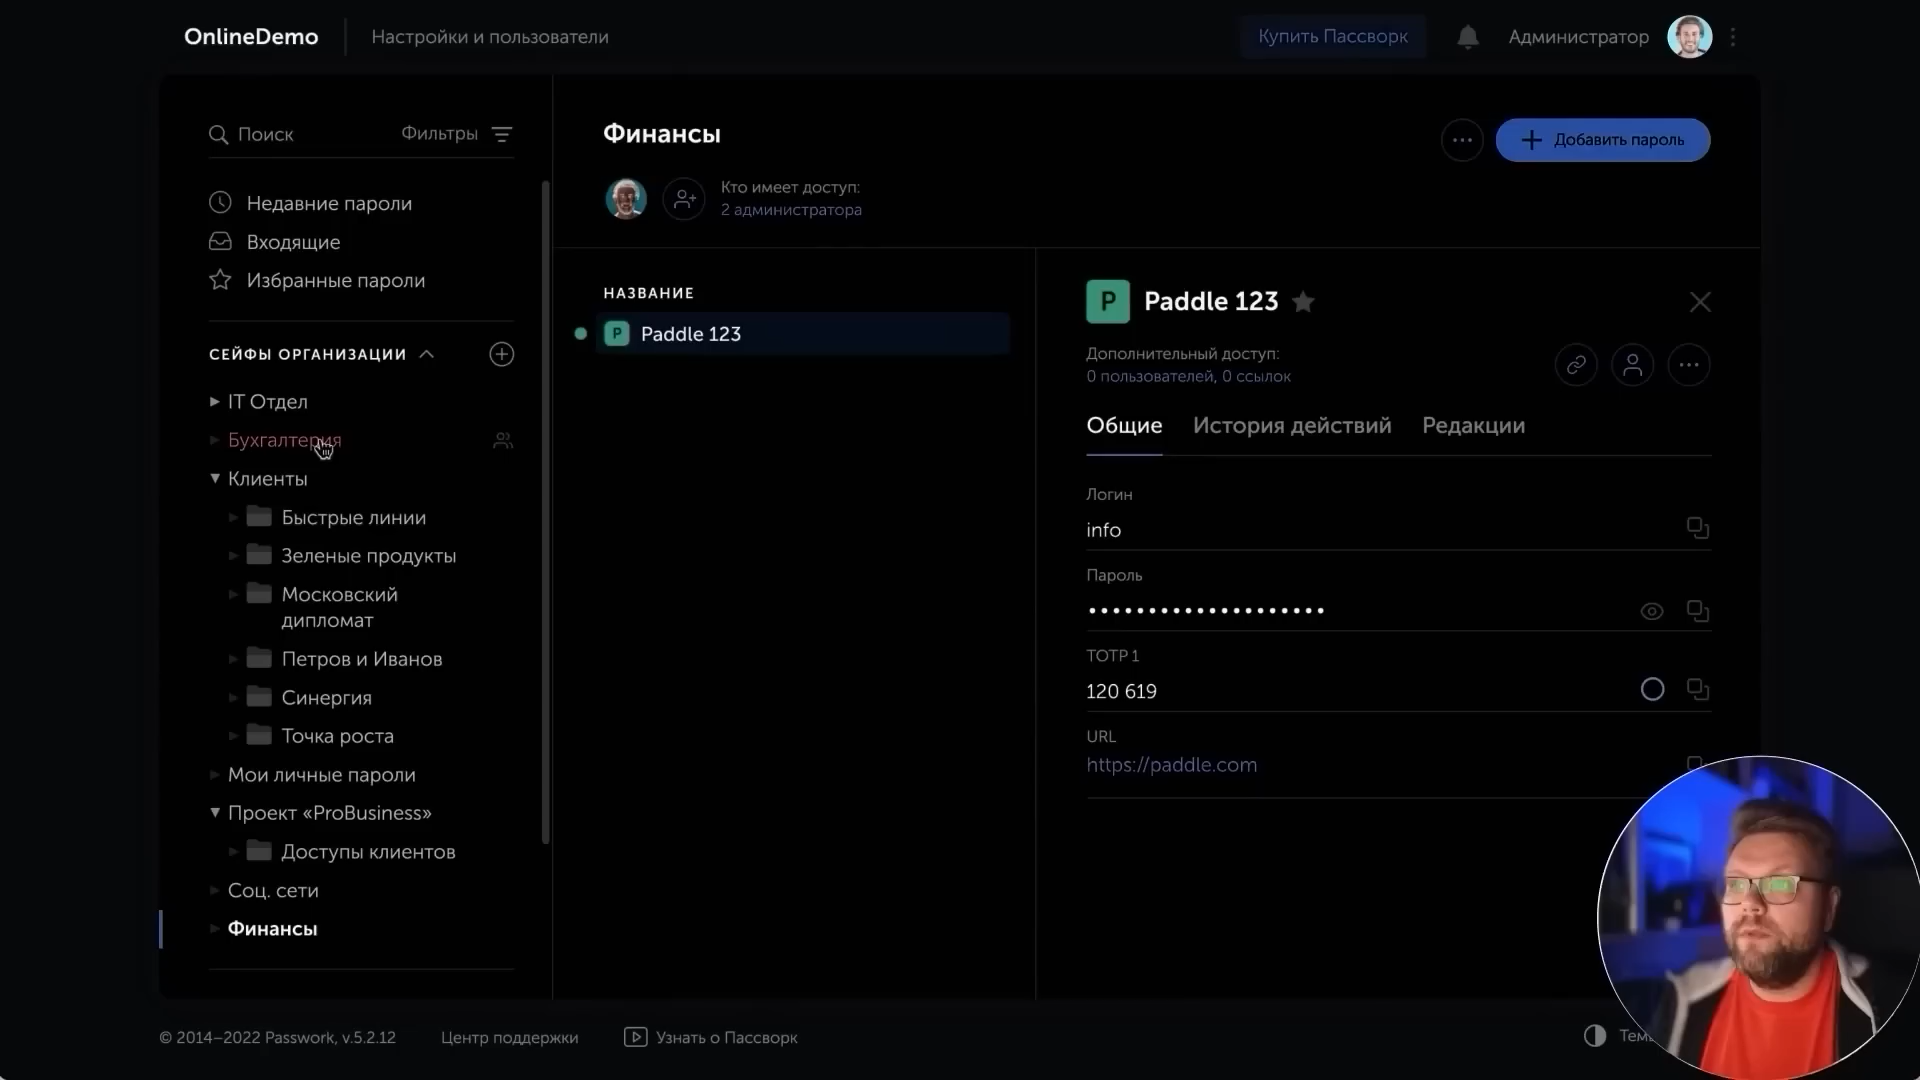 OnlineDemo
Настройки и пользователи
Купить Пассворк
Администратор
Поиск
Фильтры
Недавние пароли
Входящие
Избранные пароли
СЕЙФЫ ОРГАНИЗАЦИИ
IT Отдел
Бухгалтерия
Клиенты
Быстрые линии
Зеленые продукты
Московский
дипломат
Петров и Иванов
Синергия
Точка роста
Мои личные пароли
Проект «ProBusiness»
Доступы клиентов
Соц. сети
Финансы
Финансы
Добавить пароль
Кто имеет доступ:
2 администратора
НАЗВАНИЕ
P Paddle 123
P Paddle 123
Дополнительный доступ:
0 пользователей, 0 ссылок
Общие
История действий
Редакции
Логин
info
Пароль
••••••••••••••••••••
TOTP 1
120 619
URL
https://paddle.com
© 2014–2022 Passwork, v.5.2.12
Центр поддержки
Узнать о Пассворк